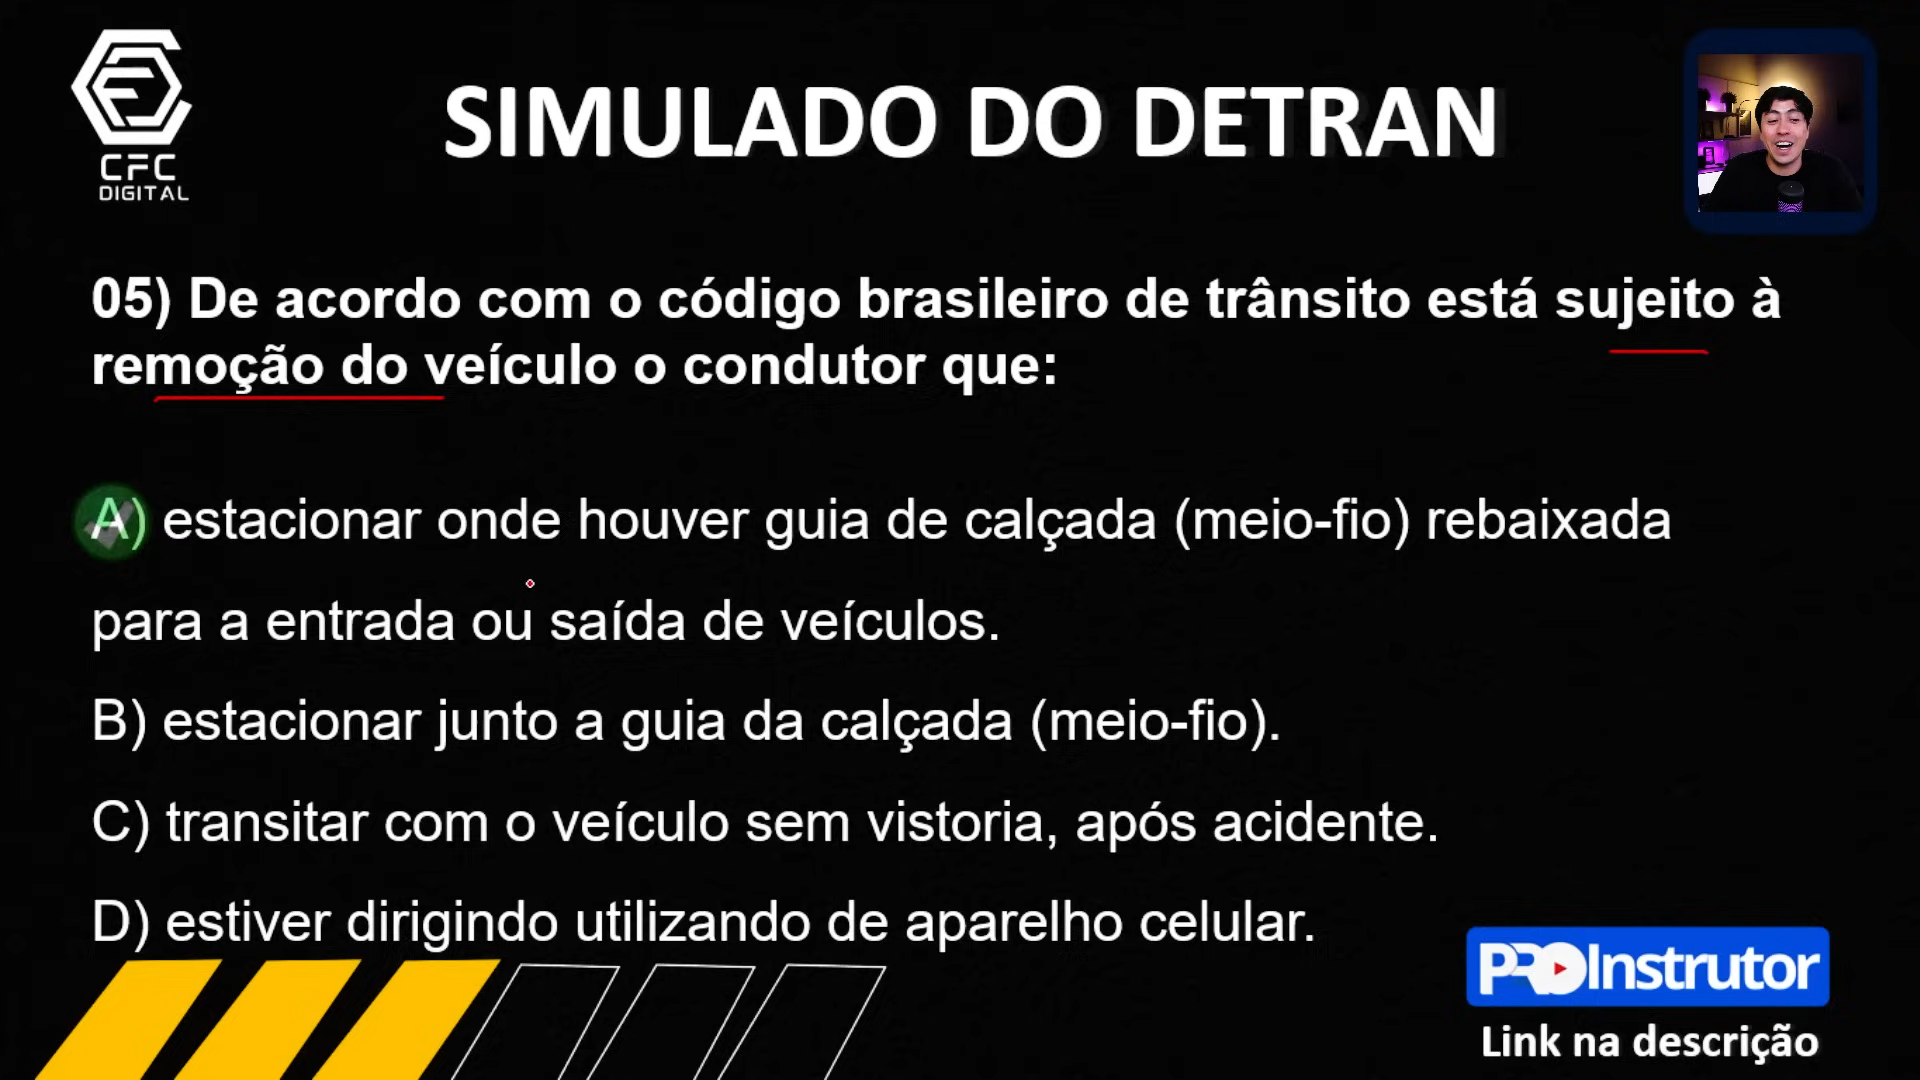 CFC
DIGITAL
SIMULADO DO DETRAN
05) De acordo com o código brasileiro de trânsito está sujeito à
remoção do veículo o condutor que:
A) estacionar onde houver guia de calçada (meio-fio) rebaixada
para a entrada ou saída de veículos.
B) estacionar junto a guia da calçada (meio-fio).
C) transitar com o veículo sem vistoria, após acidente.
D) estiver dirigindo utilizando de aparelho celular.
PROInstrutor
Link na descrição